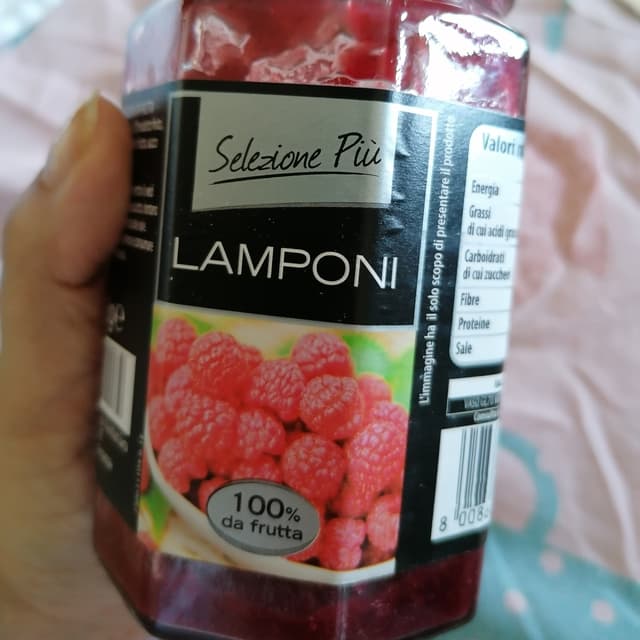 Selezione Più
LAMPONI
100%
da frutta
L'immagine ha il solo scopo di presentare il prodotto
Valori
Energia
Grassi
di cui acidi
Carboidrati
di cui zuccheri
Fibre
Proteine
Sale
8 008